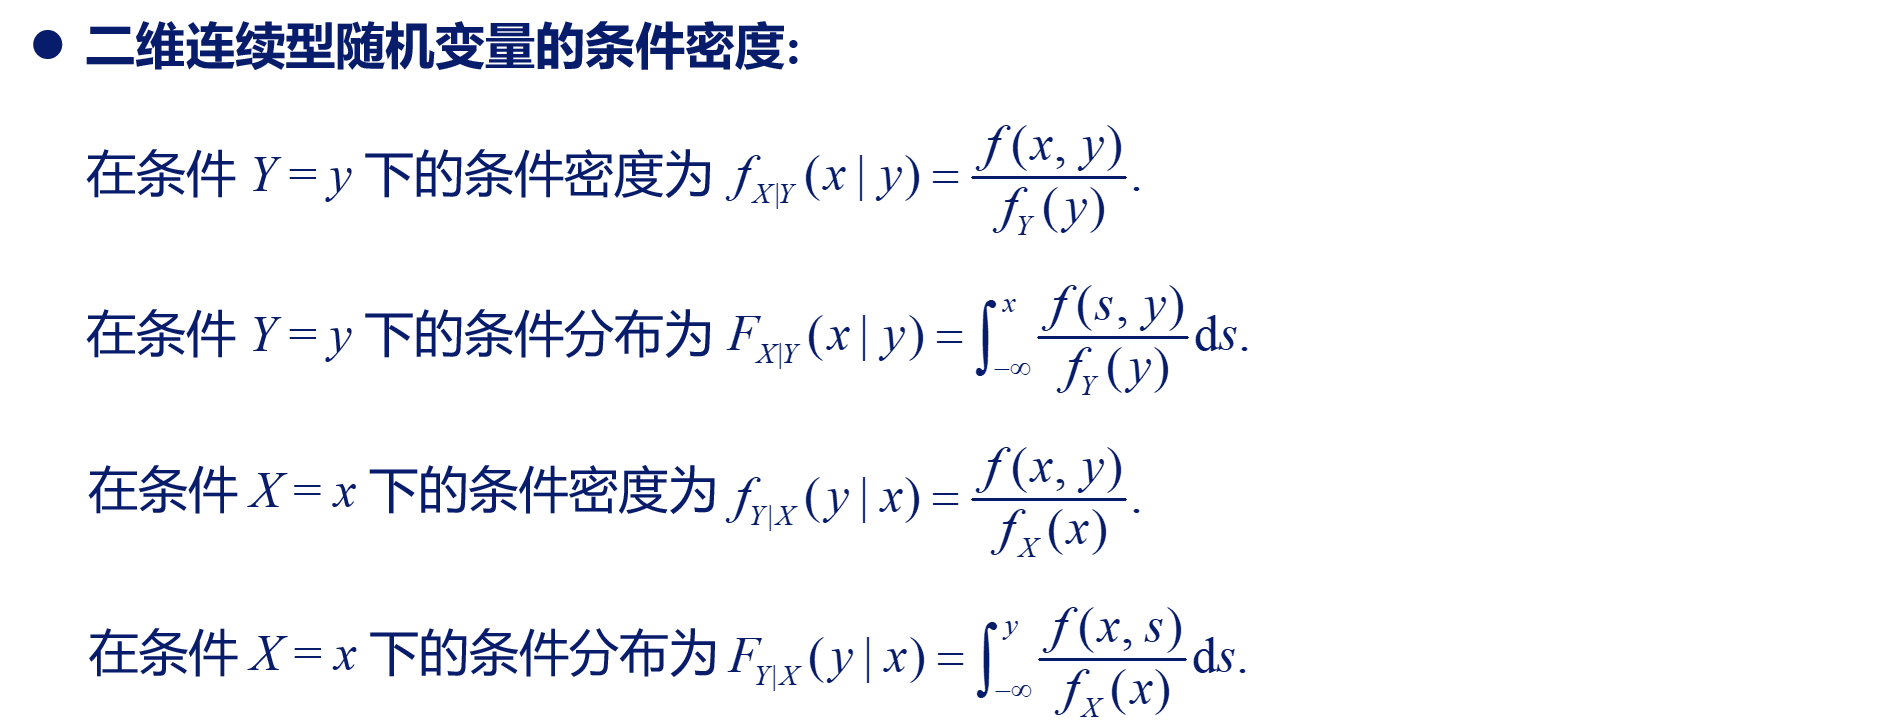 ● 二维连续型随机变量的条件密度:
在条件 Y = y 下的条件密度为 f_{X|Y}(x | y) = \frac{f(x, y)}{f_Y(y)}.
在条件 Y = y 下的条件分布为 F_{X|Y}(x | y) = \int_{-\infty}^{x} \frac{f(s, y)}{f_Y(y)} ds.
在条件 X = x 下的条件密度为 f_{Y|X}(y | x) = \frac{f(x, y)}{f_X(x)}.
在条件 X = x 下的条件分布为 F_{Y|X}(y | x) = \int_{-\infty}^{y} \frac{f(x, s)}{f_X(x)} ds.